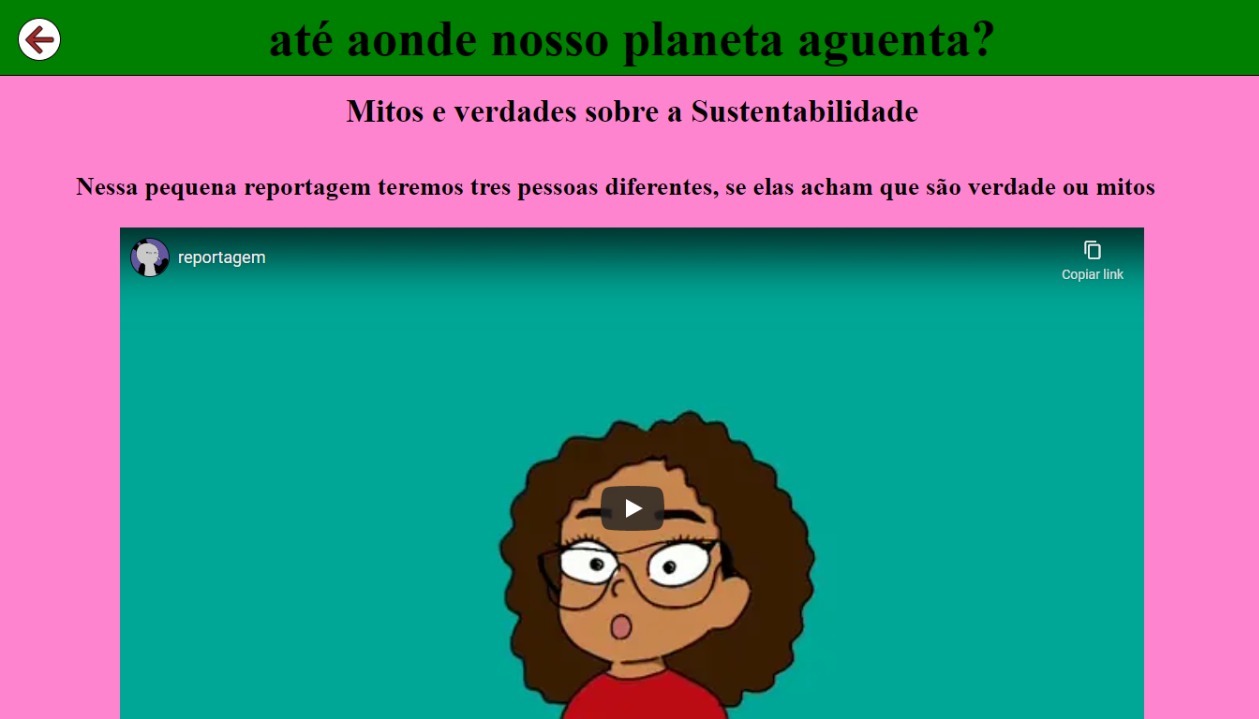 até aonde nosso planeta aguenta?
Mitos e verdades sobre a Sustentabilidade
Nessa pequena reportagem teremos tres pessoas diferentes, se elas acham que são verdade ou mitos
reportagem
Copiar link